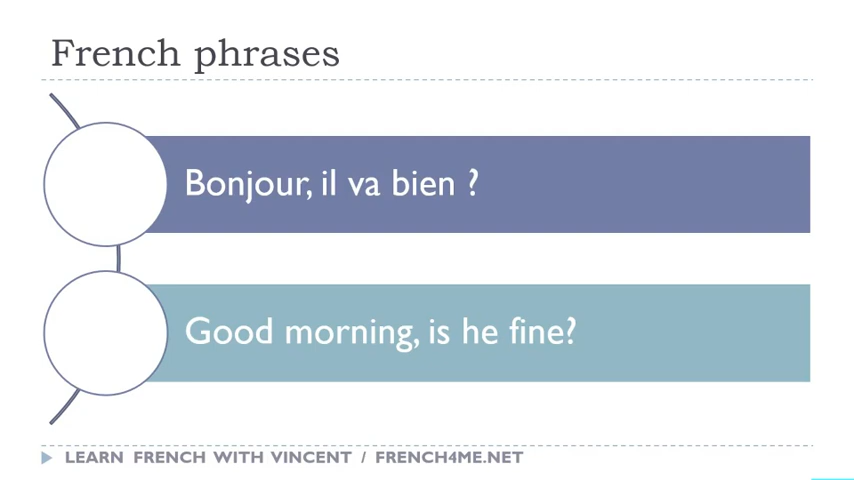 French phrases
Bonjour, il va bien ?
Good morning, is he fine?
LEARN FRENCH WITH VINCENT / FRENCH4ME.NET